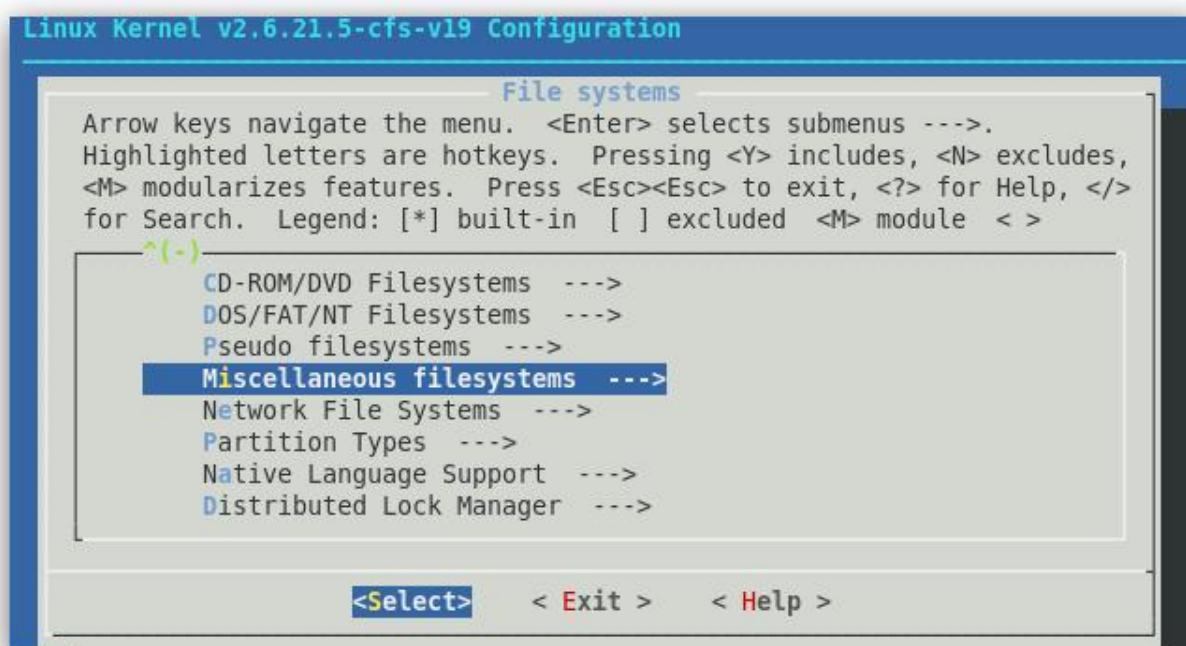 Linux Kernel v2.6.21.5-cfs-v19 Configuration
File systems
Arrow keys navigate the menu.  <Enter> selects submenus --->.
Highlighted letters are hotkeys.  Pressing <Y> includes, <N> excludes,
<M> modularizes features.  Press <Esc><Esc> to exit, <?> for Help, </>
for Search.  Legend: [*] built-in  [ ] excluded  <M> module  < >
^(-)
CD-ROM/DVD Filesystems  --->
DOS/FAT/NT Filesystems  --->
Pseudo filesystems  --->
Miscellaneous filesystems  --->
Network File Systems  --->
Partition Types  --->
Native Language Support  --->
Distributed Lock Manager  --->
<Select>    < Exit >    < Help >